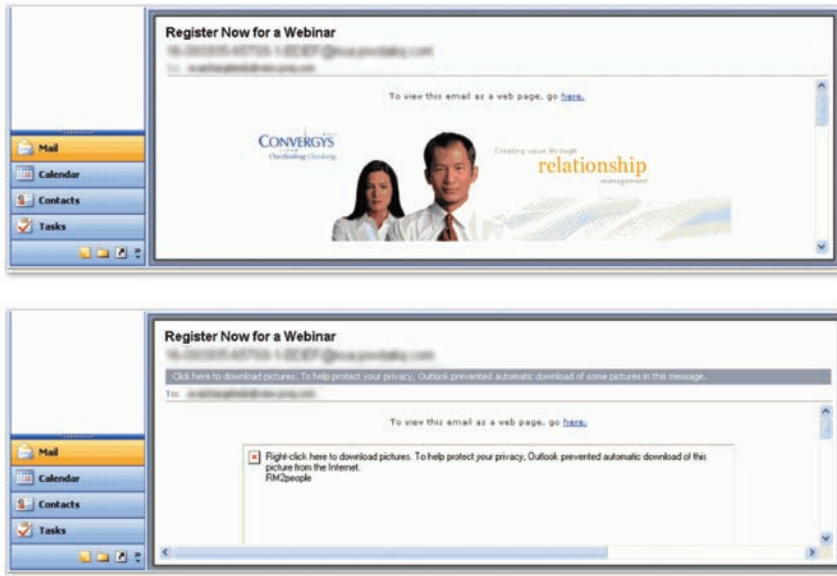 Register Now for a Webinar
To:
To view this email as a web page, go here.
CONVERGYS
Outthinking Outdoing
Creating value through
relationship
management
Mail
Calendar
Contacts
Tasks
Register Now for a Webinar
Click here to download pictures. To help protect your privacy, Outlook prevented automatic download of some pictures in this message.
To:
To view this email as a web page, go here.
Right-click here to download pictures. To help protect your privacy, Outlook prevented automatic download of this
picture from the Internet.
RM2people
Mail
Calendar
Contacts
Tasks